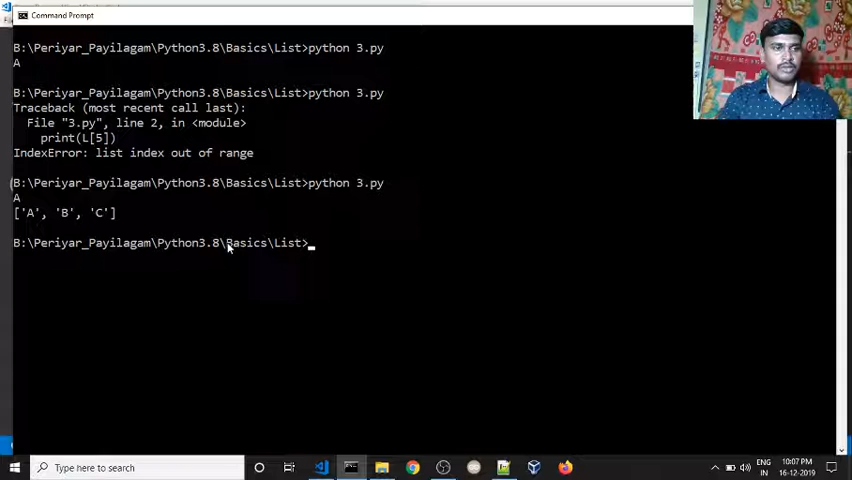 Command Prompt
B:\Periyar_Payilagam\Python3.8\Basics\List>python 3.py
A
B:\Periyar_Payilagam\Python3.8\Basics\List>python 3.py
Traceback (most recent call last):
  File "3.py", line 2, in <module>
    print(L[5])
IndexError: list index out of range
B:\Periyar_Payilagam\Python3.8\Basics\List>python 3.py
A
['A', 'B', 'C']
B:\Periyar_Payilagam\Python3.8\Basics\List>
Type here to search
ENG
IN
10:07 PM
16-12-2019